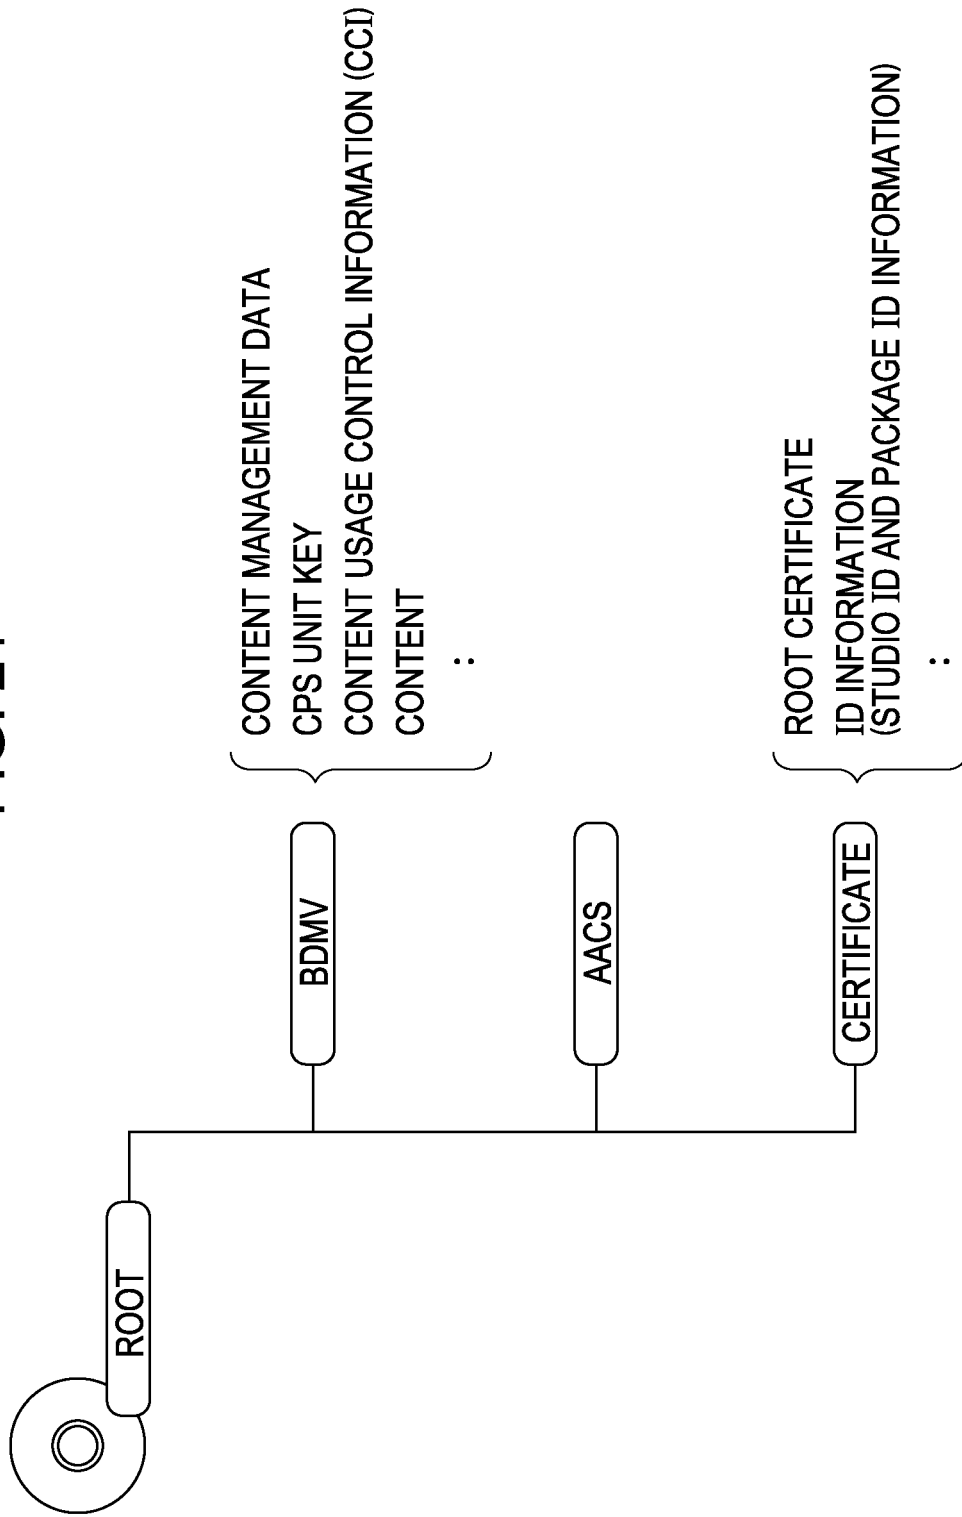 ROOT
BDMV
CONTENT MANAGEMENT DATA
CPS UNIT KEY
CONTENT USAGE CONTROL INFORMATION (CCI)
CONTENT
:
AACS
CERTIFICATE
ROOT CERTIFICATE
ID INFORMATION
(STUDIO ID AND PACKAGE ID INFORMATION)
: